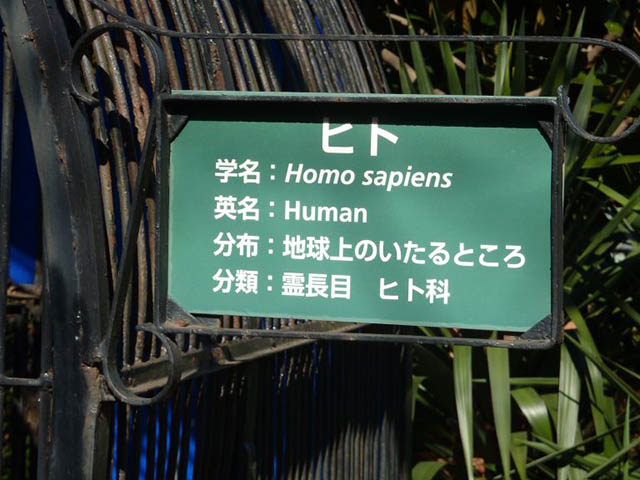 ヒト
学名：Homo sapiens
英名：Human
分布：地球上のいたるところ
分類：霊長目　ヒト科